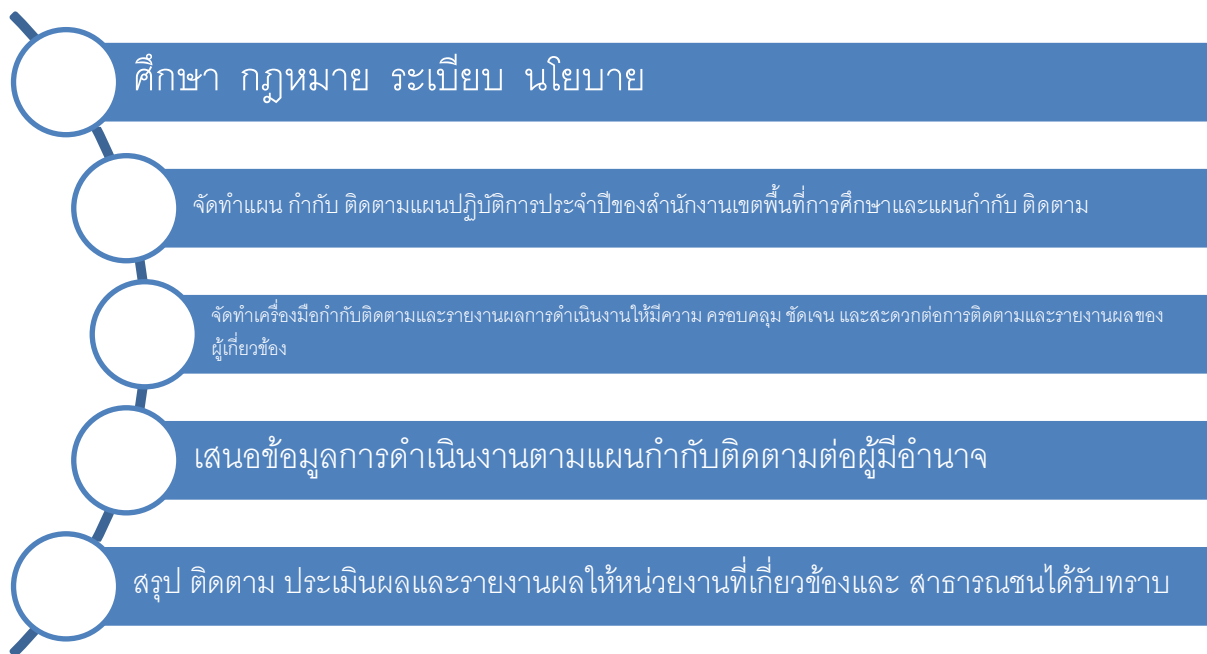 ศึกษา กฎหมาย ระเบียบ นโยบาย
จัดทำแผน กำกับ ติดตามแผนปฏิบัติการประจำปีของสำนักงานเขตพื้นที่การศึกษาและแผนกำกับ ติดตาม
จัดทำเครื่องมือกำกับติดตามและรายงานผลการดำเนินงานให้มีความ ครอบคลุม ชัดเจน และสะดวกต่อการติดตามและรายงานผลของ
ผู้เกี่ยวข้อง
เสนอข้อมูลการดำเนินงานตามแผนกำกับติดตามต่อผู้มีอำนาจ
สรุป ติดตาม ประเมินผลและรายงานผลให้หน่วยงานที่เกี่ยวข้องและ สาธารณชนได้รับทราบ